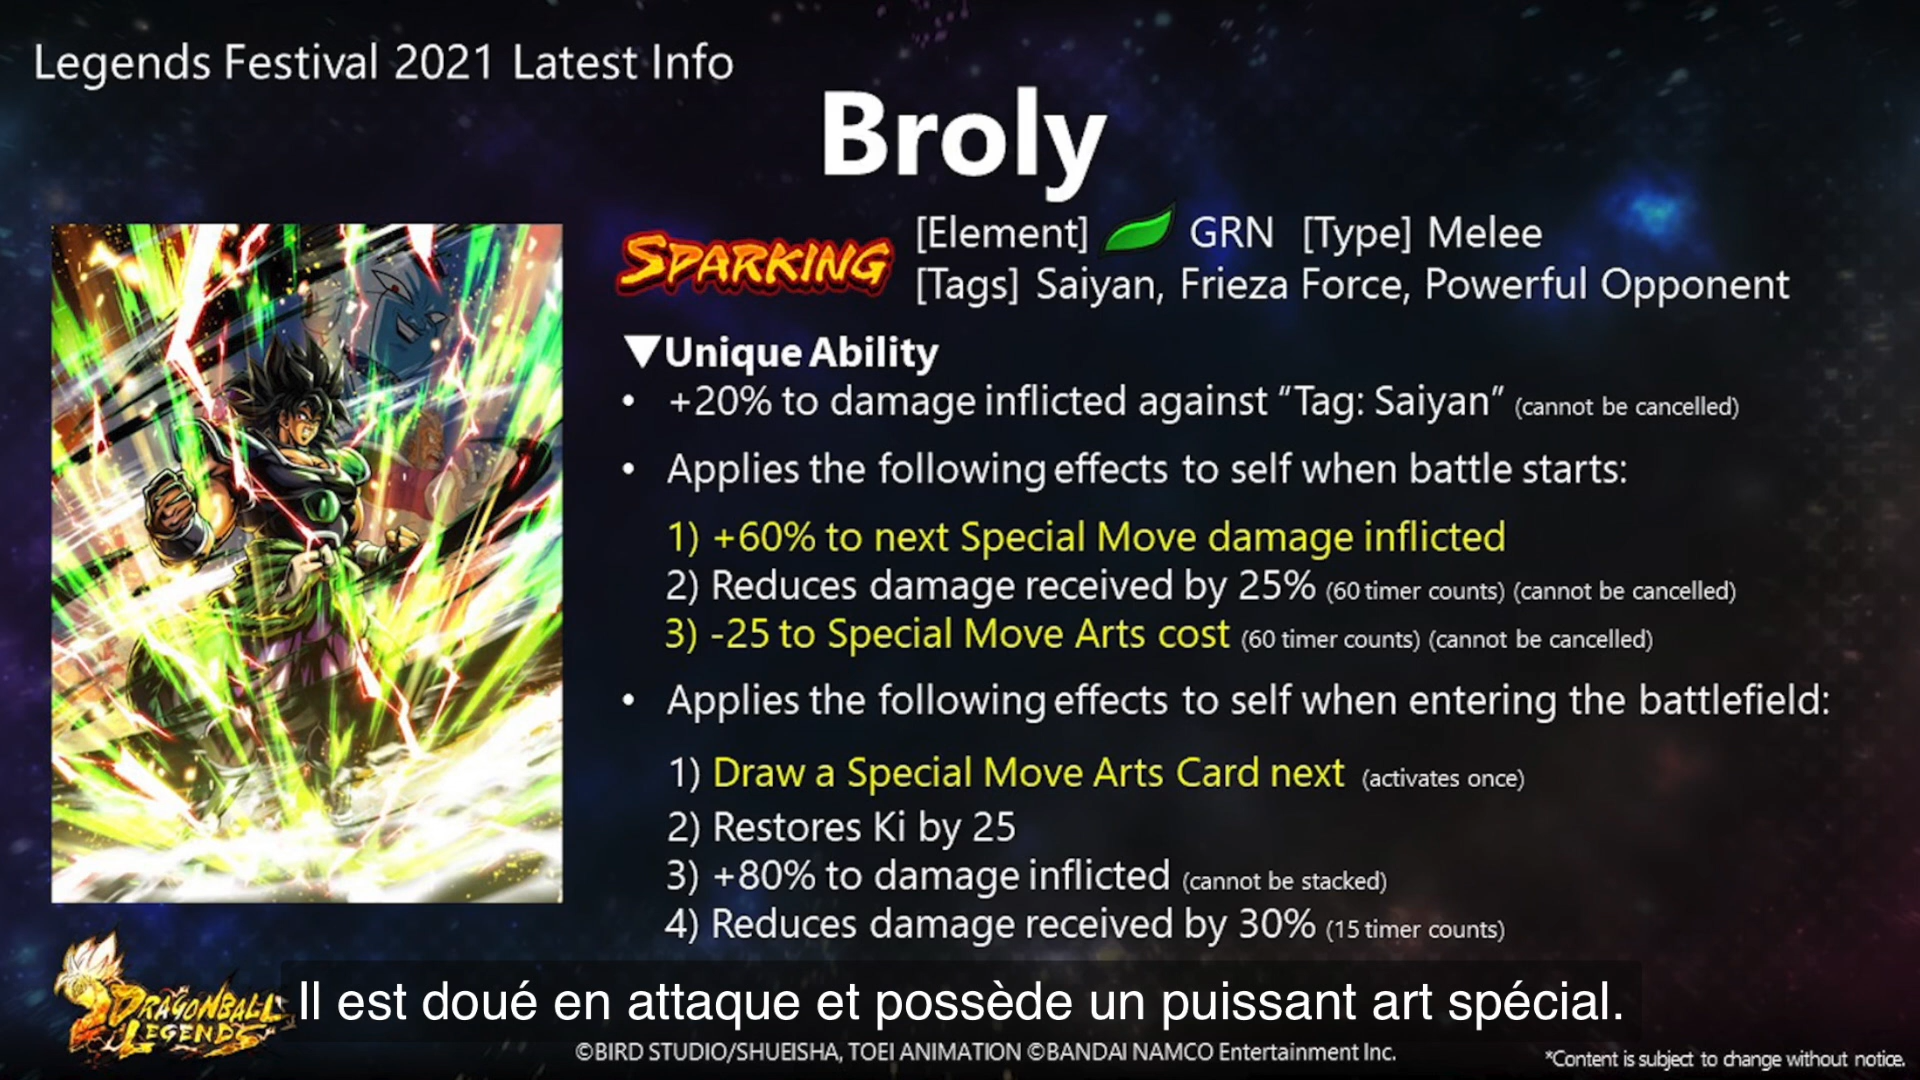 Legends Festival 2021 Latest Info
Broly
SPARKING
[Element] GRN [Type] Melee
[Tags] Saiyan, Frieza Force, Powerful Opponent
▼Unique Ability
• +20% to damage inflicted against “Tag: Saiyan” (cannot be cancelled)
• Applies the following effects to self when battle starts:
1) +60% to next Special Move damage inflicted
2) Reduces damage received by 25% (60 timer counts) (cannot be cancelled)
3) -25 to Special Move Arts cost (60 timer counts) (cannot be cancelled)
• Applies the following effects to self when entering the battlefield:
1) Draw a Special Move Arts Card next (activates once)
2) Restores Ki by 25
3) +80% to damage inflicted (cannot be stacked)
4) Reduces damage received by 30% (15 timer counts)
DRAGONBALL
LEGENDS
Il est doué en attaque et possède un puissant art spécial.
©BIRD STUDIO/SHUEISHA, TOEI ANIMATION ©BANDAI NAMCO Entertainment Inc.
*Content is subject to change without notice.